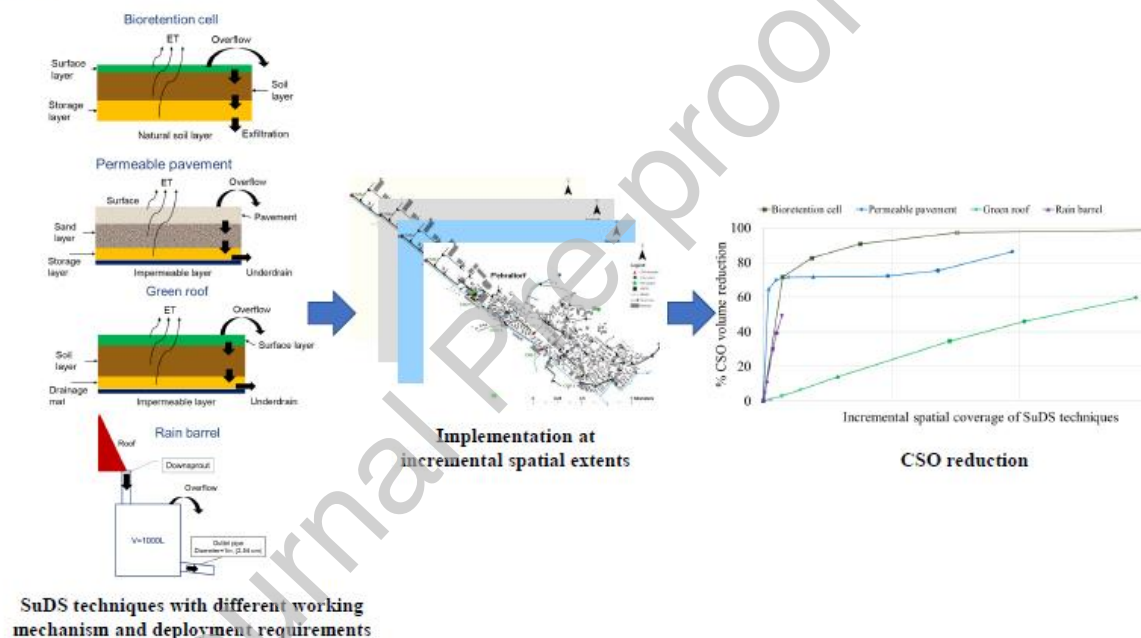 Bioretention cell
ET
Overflow
Surface
layer
Soil
layer
Storage
layer
Natural soil layer
Exfiltration
Permeable pavement
ET
Overflow
Surface
Pavement
Sand
layer
Storage
layer
Impermeable layer
Underdrain
Green roof
ET
Overflow
Surface layer
Soil
layer
Drainage
mat
Impermeable layer
Underdrain
Rain barrel
Roof
Downsprout
Overflow
V=1000L
Outlet pipe
SuDS techniques with different working
mechanism and deployment requirements
Legend
Implementation at
incremental spatial extents
Bioretention cell
Permeable pavement
Green roof
Rain barrel
% CSO volume reduction
100
80
60
40
20
0
Incremental spatial coverage of SuDS techniques
CSO reduction
Journal Pre-proof